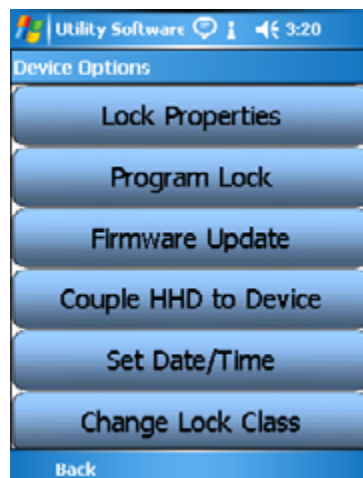 Utility Software 3:20
Device Options
Lock Properties
Program Lock
Firmware Update
Couple HHD to Device
Set Date/Time
Change Lock Class
Back